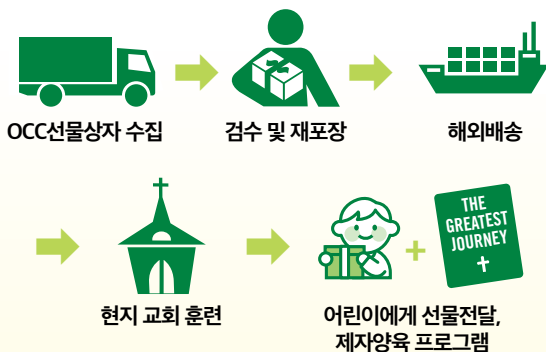 OCC선물상자 수집
검수 및 재포장
해외배송
현지 교회 훈련
THE
GREATEST
JOURNEY
어린이에게 선물전달,
제자양육 프로그램